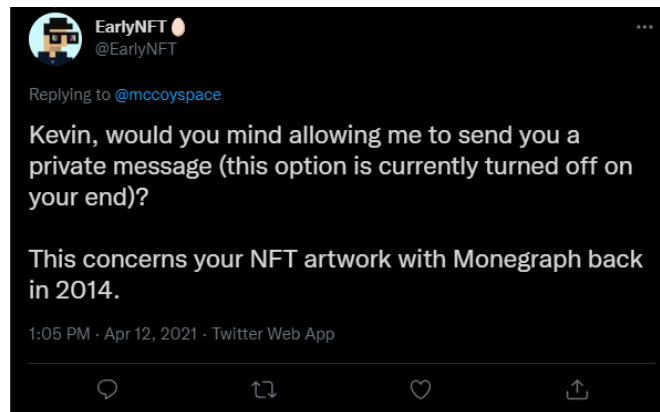 EarlyNFT🥚
@EarlyNFT
Replying to @mccoyspace
Kevin, would you mind allowing me to send you a
private message (this option is currently turned off on
your end)?
This concerns your NFT artwork with Monegraph back
in 2014.
1:05 PM · Apr 12, 2021 · Twitter Web App